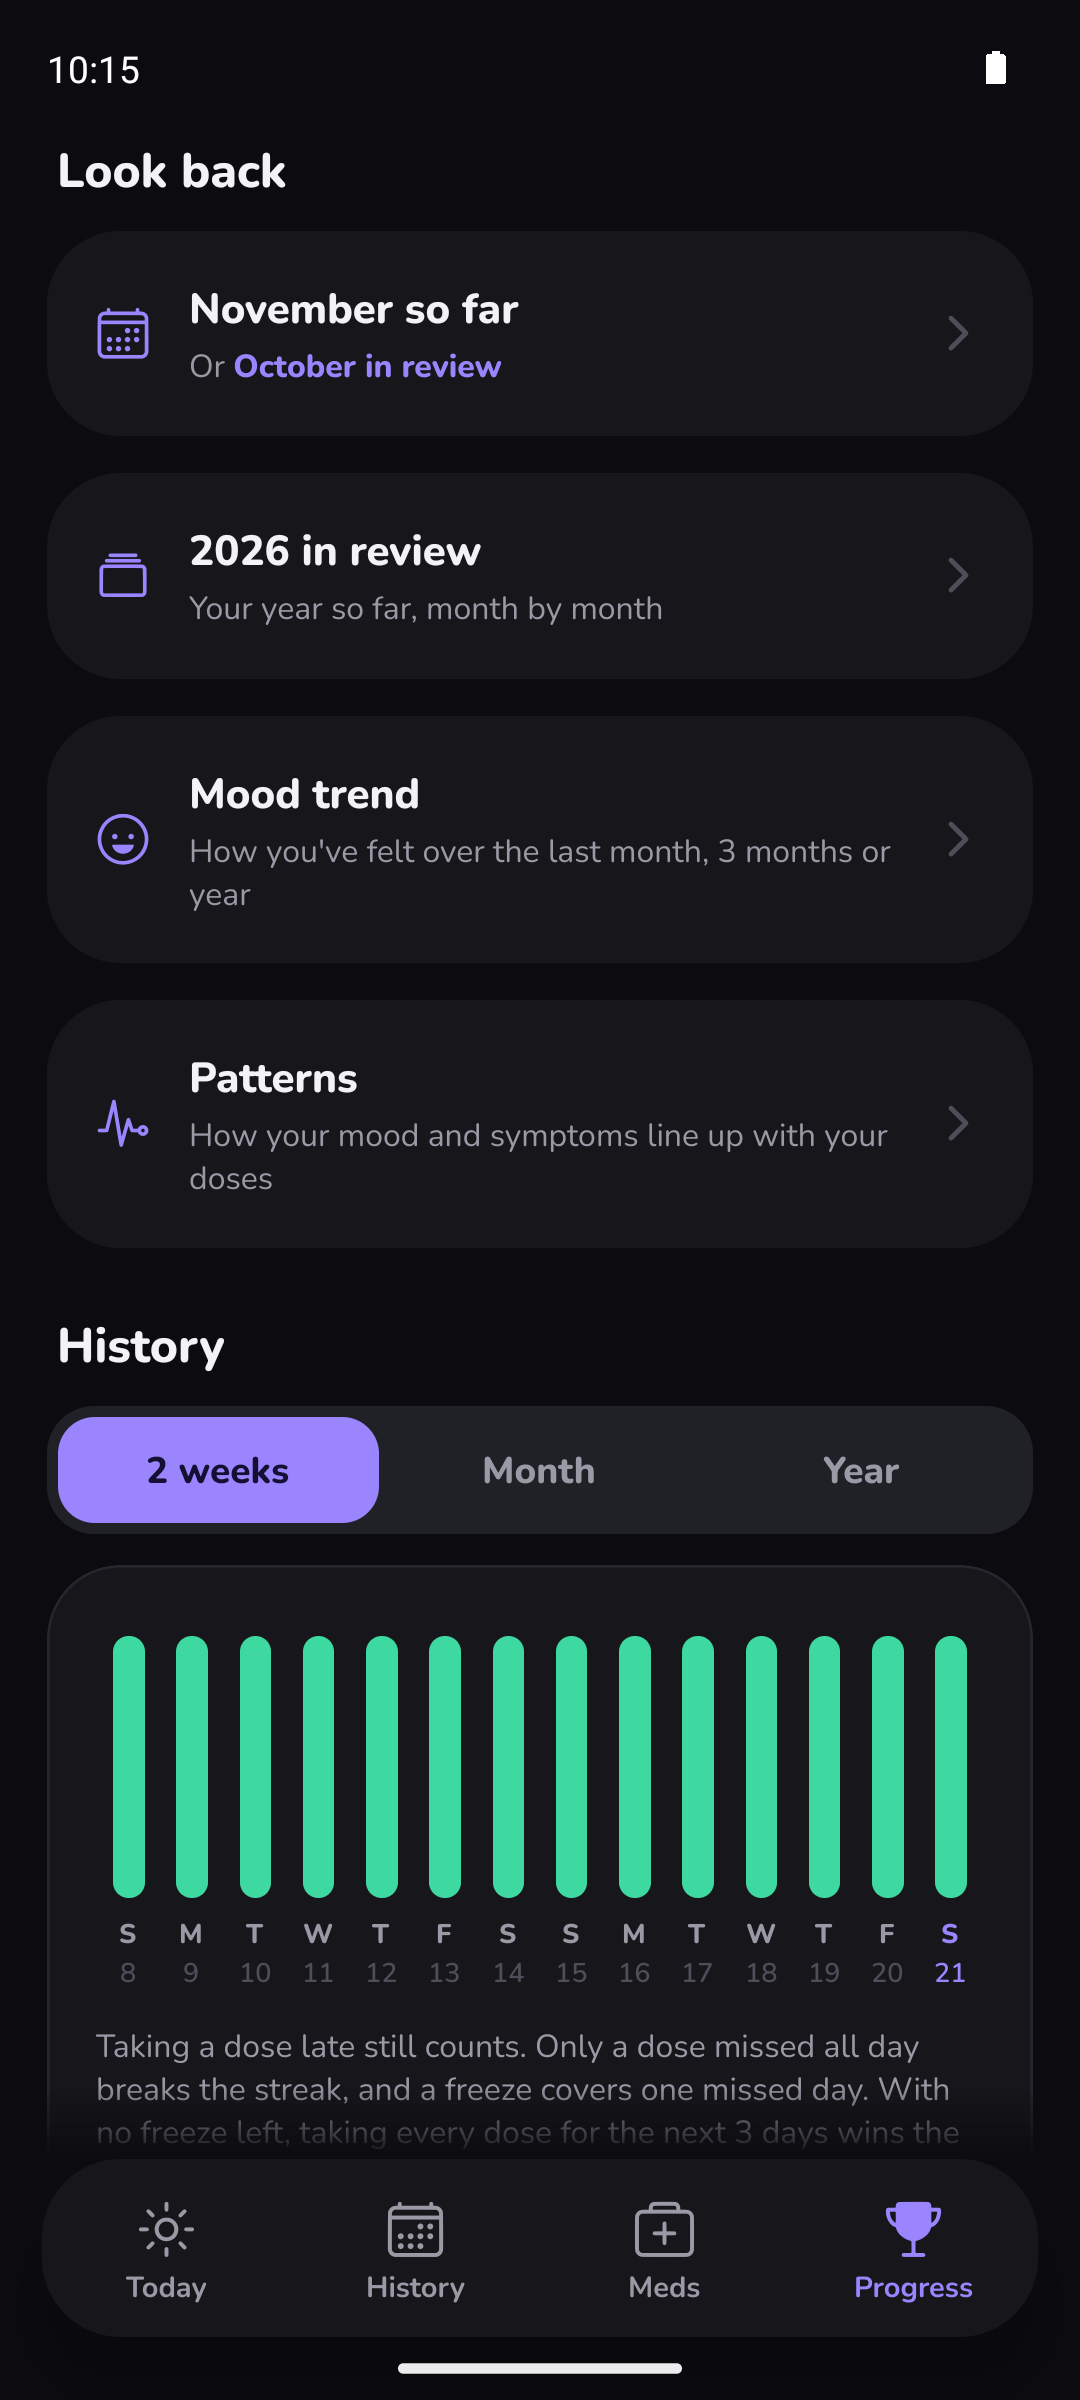 10:15
Look back
November so far
Or October in review
2026 in review
Your year so far, month by month
Mood trend
How you've felt over the last month, 3 months or
year
Patterns
How your mood and symptoms line up with your
doses
History
2 weeks Month Year
S M T W T F S S M T W T F S
8 9 10 11 12 13 14 15 16 17 18 19 20 21
Taking a dose late still counts. Only a dose missed all day
breaks the streak, and a freeze covers one missed day. With
no freeze left, taking every dose for the next 3 days wins the
Today History Meds Progress